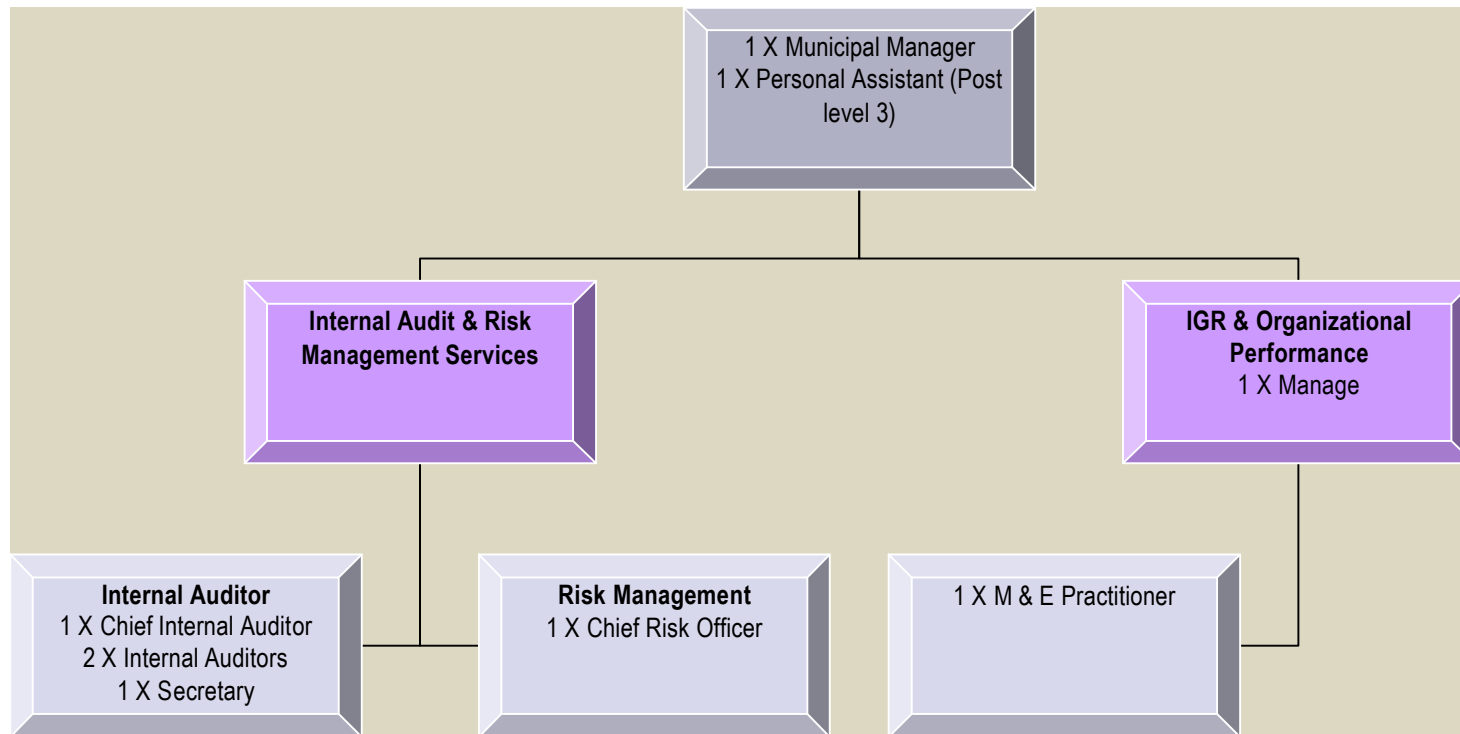 1 X Municipal Manager
1 X Personal Assistant (Post
level 3)
Internal Audit & Risk
Management Services
IGR & Organizational
Performance
1 X Manage
Internal Auditor
1 X Chief Internal Auditor
2 X Internal Auditors
1 X Secretary
Risk Management
1 X Chief Risk Officer
1 X M & E Practitioner